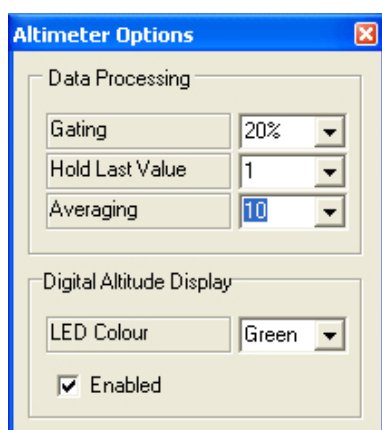 Altimeter Options
Data Processing
Gating 20%
Hold Last Value 1
Averaging 10
Digital Altitude Display
LED Colour Green
Enabled